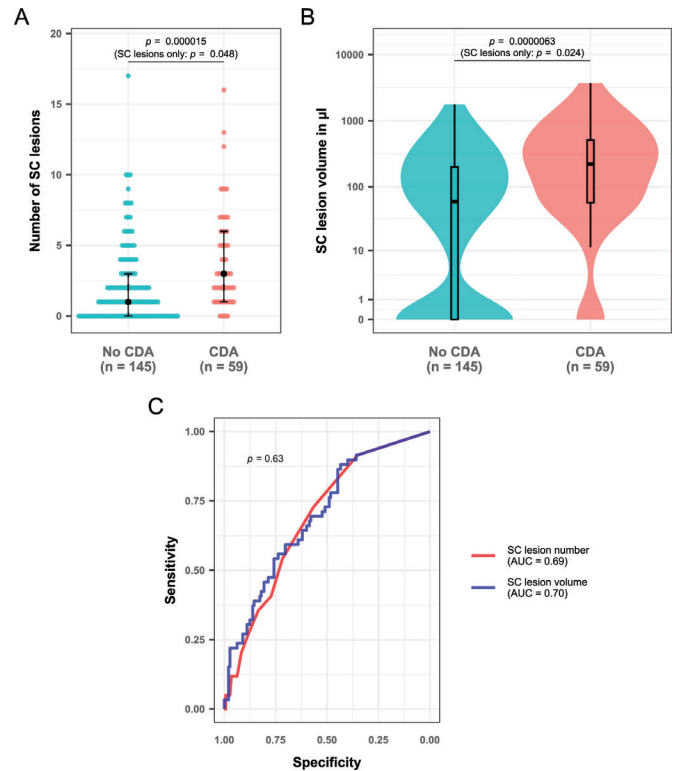 A
20
15
10
5
0
Number of SC lesions
p = 0.000015
(SC lesions only: p = 0.048)
No CDA
(n = 145)
CDA
(n = 59)
B
10000
1000
100
10
1
0
SC lesion volume in µl
p = 0.0000063
(SC lesions only: p = 0.024)
No CDA
(n = 145)
CDA
(n = 59)
C
1.00
0.75
0.50
0.25
0.00
Sensitivity
p = 0.63
1.00
0.75
0.50
0.25
0.00
Specificity
SC lesion number
(AUC = 0.69)
SC lesion volume
(AUC = 0.70)